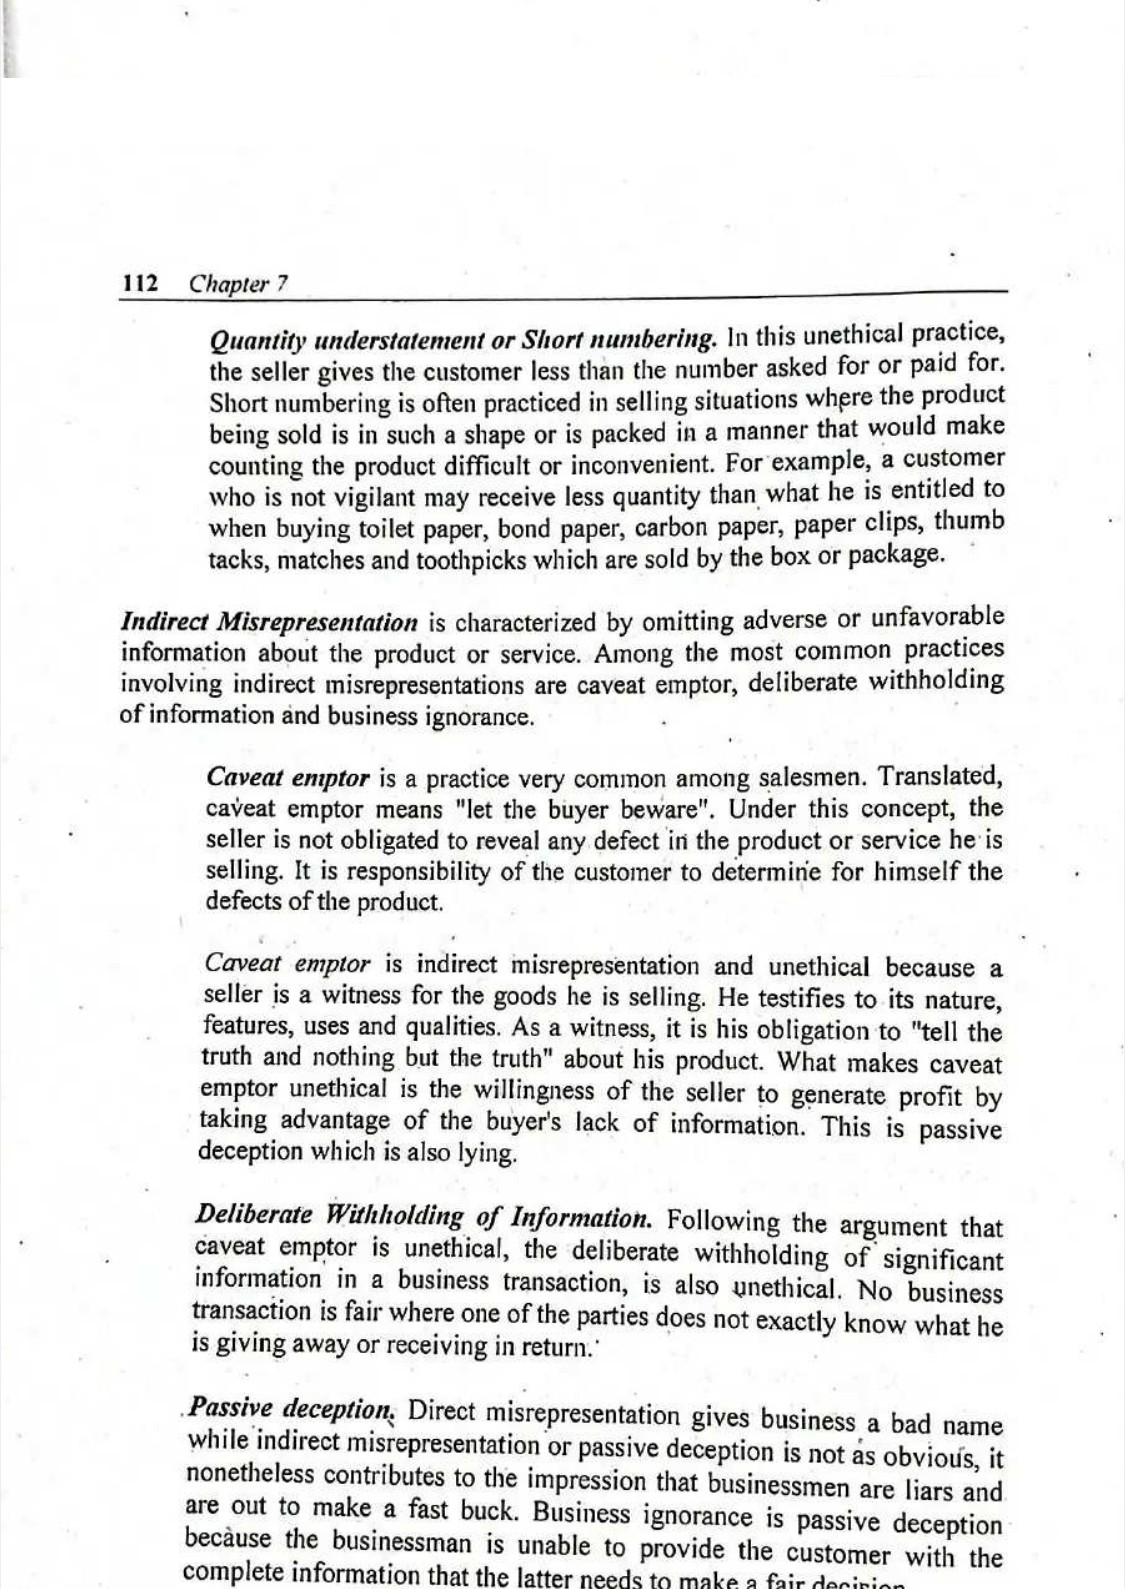 112 Chapter 7
Quantity understatement or Short numbering. In this unethical practice,
the seller gives the customer less than the number asked for or paid for.
Short numbering is often practiced in selling situations where the product
being sold is in such a shape or is packed in a manner that would make
counting the product difficult or inconvenient. For example, a customer
who is not vigilant may receive less quantity than what he is entitled to
when buying toilet paper, bond paper, carbon paper, paper clips, thumb
tacks, matches and toothpicks which are sold by the box or package.
Indirect Misrepresentation is characterized by omitting adverse or unfavorable
information about the product or service. Among the most common practices
involving indirect misrepresentations are caveat emptor, deliberate withholding
of information and business ignorance.
Caveat emptor is a practice very common among salesmen. Translated,
caveat emptor means "let the buyer beware". Under this concept, the
seller is not obligated to reveal any defect in the product or service he is
selling. It is responsibility of the customer to determine for himself the
defects of the product.
Caveat emptor is indirect misrepresentation and unethical because a
seller is a witness for the goods he is selling. He testifies to its nature,
features, uses and qualities. As a witness, it is his obligation to "tell the
truth and nothing but the truth" about his product. What makes caveat
emptor unethical is the willingness of the seller to generate profit by
taking advantage of the buyer's lack of information. This is passive
deception which is also lying.
Deliberate Withholding of Information. Following the argument that
caveat emptor is unethical, the deliberate withholding of significant
information in a business transaction, is also unethical. No business
transaction is fair where one of the parties does not exactly know what he
is giving away or receiving in return.
Passive deception. Direct misrepresentation gives business a bad name
while indirect misrepresentation or passive deception is not as obvious, it
nonetheless contributes to the impression that businessmen are liars and
are out to make a fast buck. Business ignorance is passive deception
because the businessman is unable to provide the customer with the
complete information that the latter needs to make a fair decision